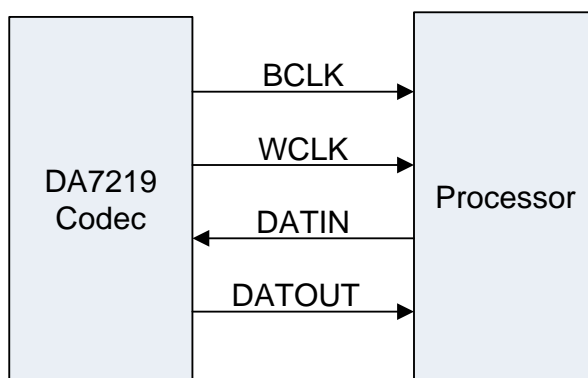 BCLK
WCLK
DA7219
Codec
Processor
DATIN
DATOUT